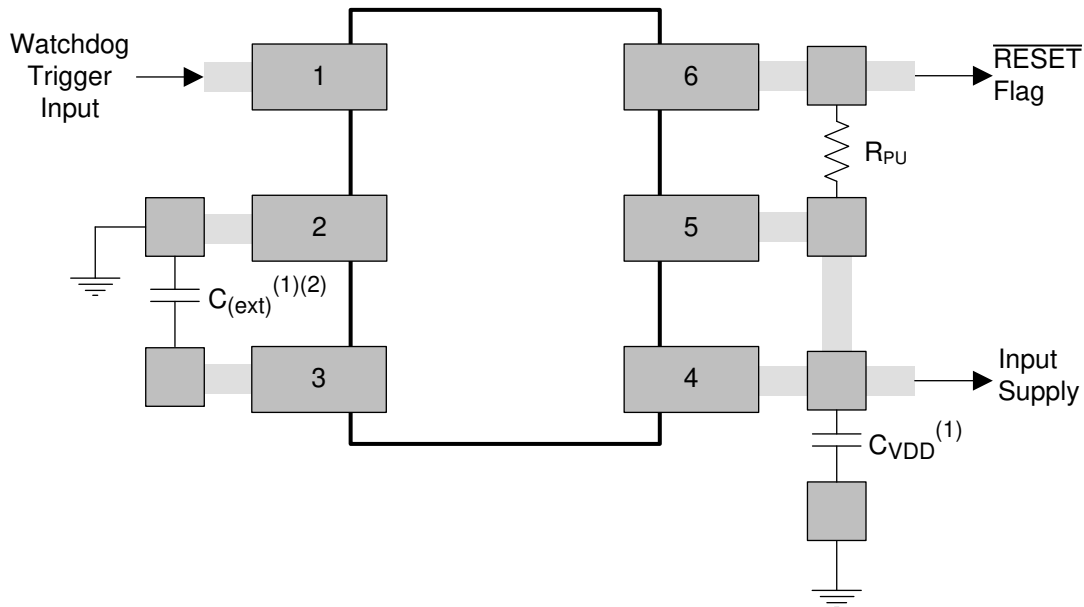 Watchdog
Trigger
Input
1
6
RESET
Flag
RPU
2
5
C(ext)(1)(2)
3
4
Input
Supply
CVDD(1)